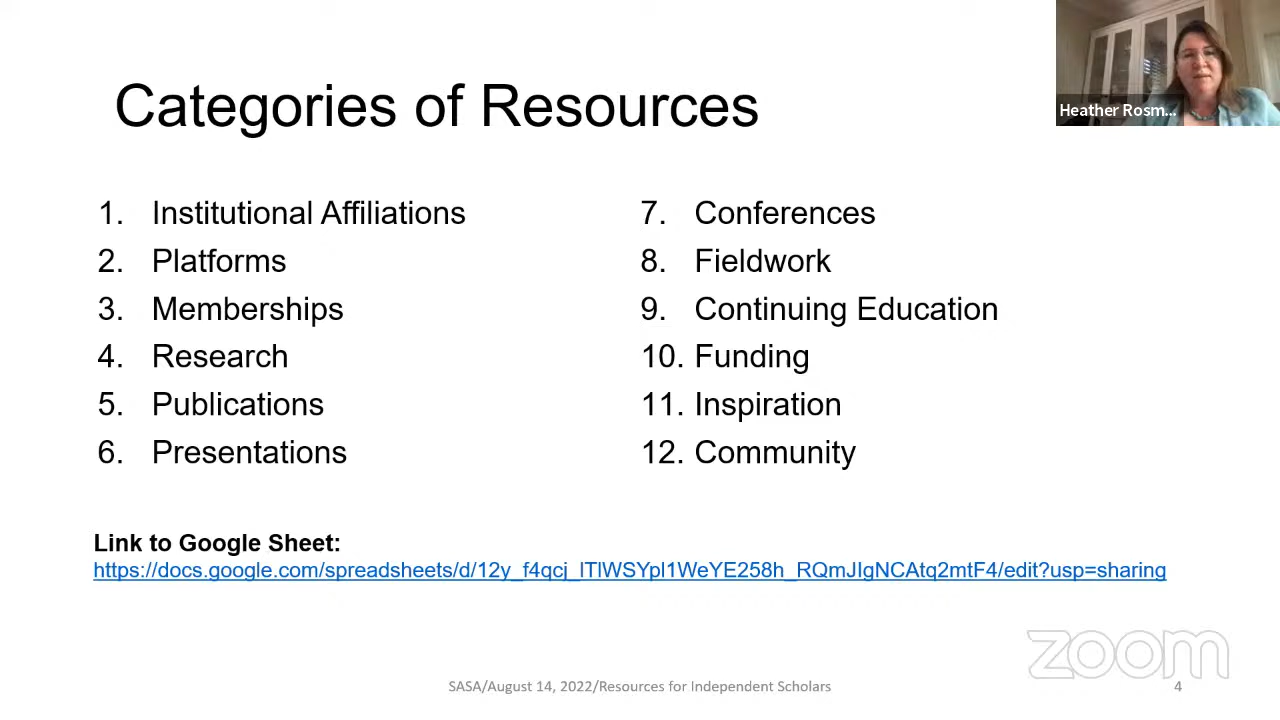 Categories of Resources
Heather Rosm...
1. Institutional Affiliations
2. Platforms
3. Memberships
4. Research
5. Publications
6. Presentations
7. Conferences
8. Fieldwork
9. Continuing Education
10. Funding
11. Inspiration
12. Community
Link to Google Sheet:
https://docs.google.com/spreadsheets/d/12y_f4qcj_lTlWSYpl1WeYE258h_RQmJIgNCAtq2mtF4/edit?usp=sharing
zoom
SASA/August 14, 2022/Resources for Independent Scholars
4